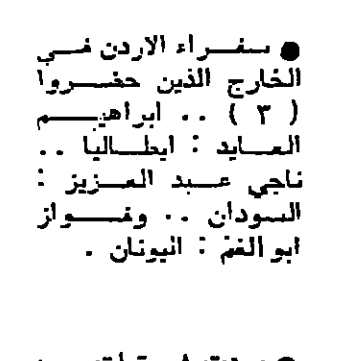 ● سفراء الاردن في
الخارج الذين حضروا
( ٣ ) .. ابراهيم
العايد : ايطاليا ..
ناجي عبد العزيز :
السودان .. وفواز
ابو الغنم : اليونان .